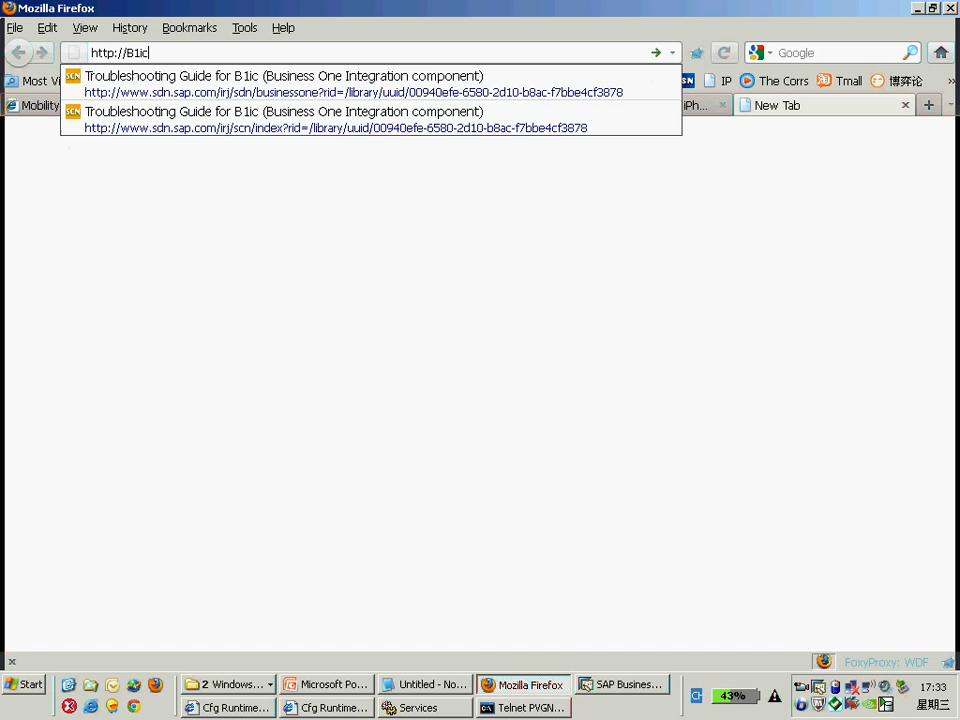 Mozilla Firefox
File Edit View History Bookmarks Tools Help
http://B1ic
Google
Troubleshooting Guide for B1ic (Business One Integration component)
http://www.sdn.sap.com/irj/sdn/businessone?rid=/library/uuid/00940efe-6580-2d10-b8ac-f7bbe4cf3878
Troubleshooting Guide for B1ic (Business One Integration component)
http://www.sdn.sap.com/irj/scn/index?rid=/library/uuid/00940efe-6580-2d10-b8ac-f7bbe4cf3878
Most Vi
IP The Corrs Tmall 博弈论
Mobility
iPh...
New Tab
FoxyProxy: WDF
Start
2 Windows... Microsoft Po... Untitled - No... Mozilla Firefox SAP Busines...
43%
17:33
Cfg Runtime... Cfg Runtime... Services Telnet PVGN...
星期三